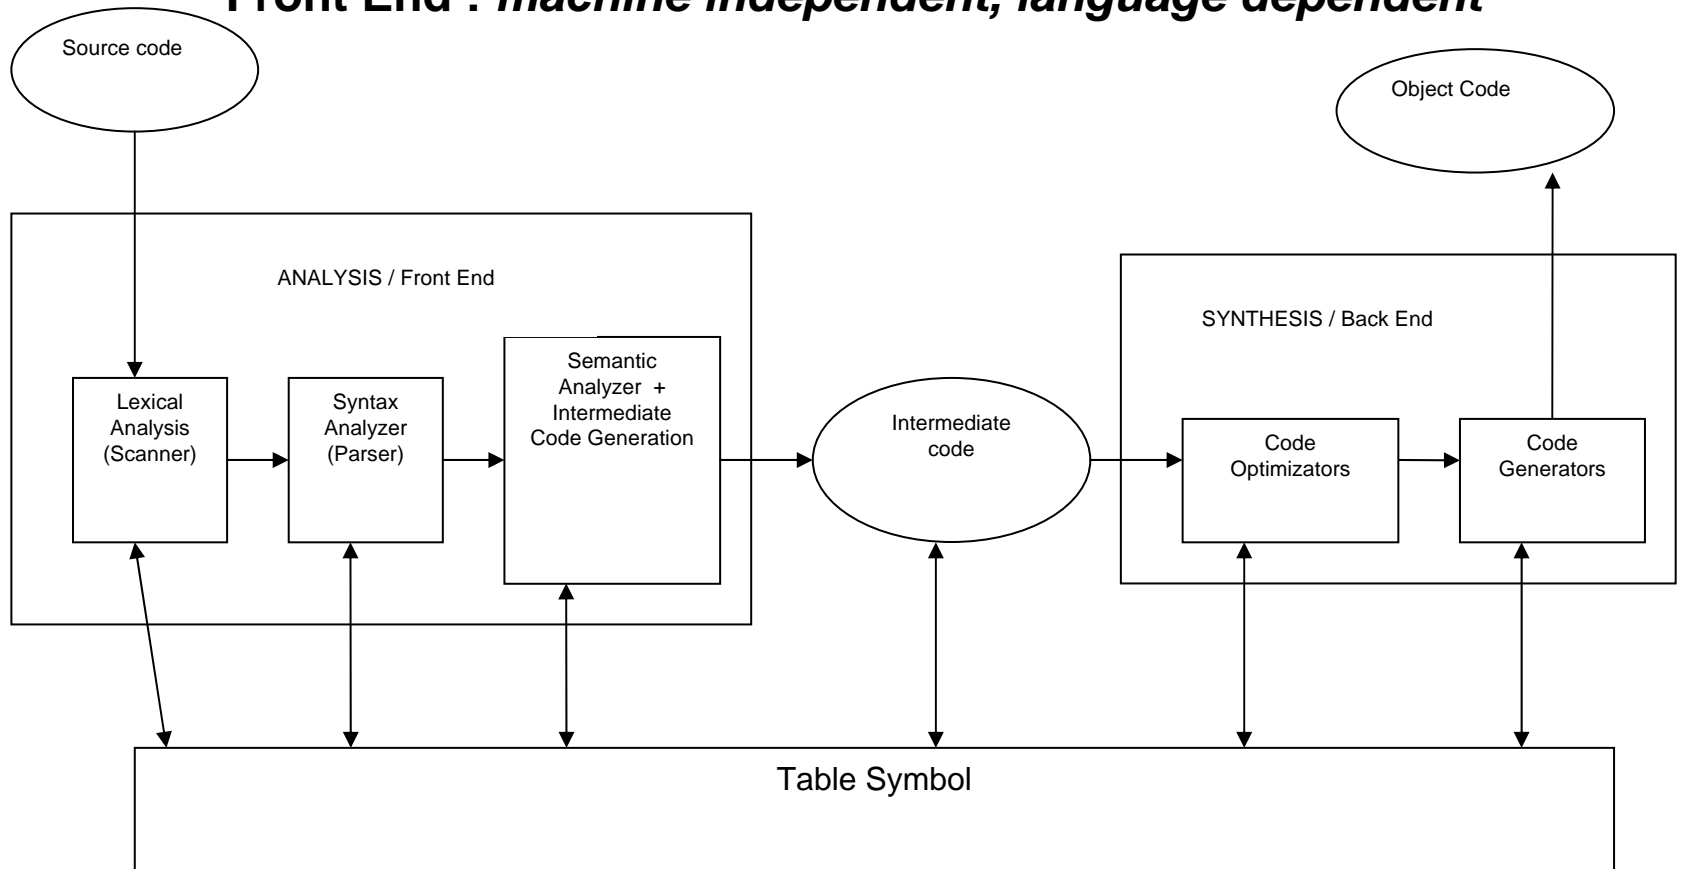 Front End : machine independent, language dependent
Source code
Object Code
ANALYSIS / Front End
SYNTHESIS / Back End
Lexical
Analysis
(Scanner)
Syntax
Analyzer
(Parser)
Semantic
Analyzer +
Intermediate
Code Generation
Intermediate
code
Code
Optimizators
Code
Generators
Table Symbol